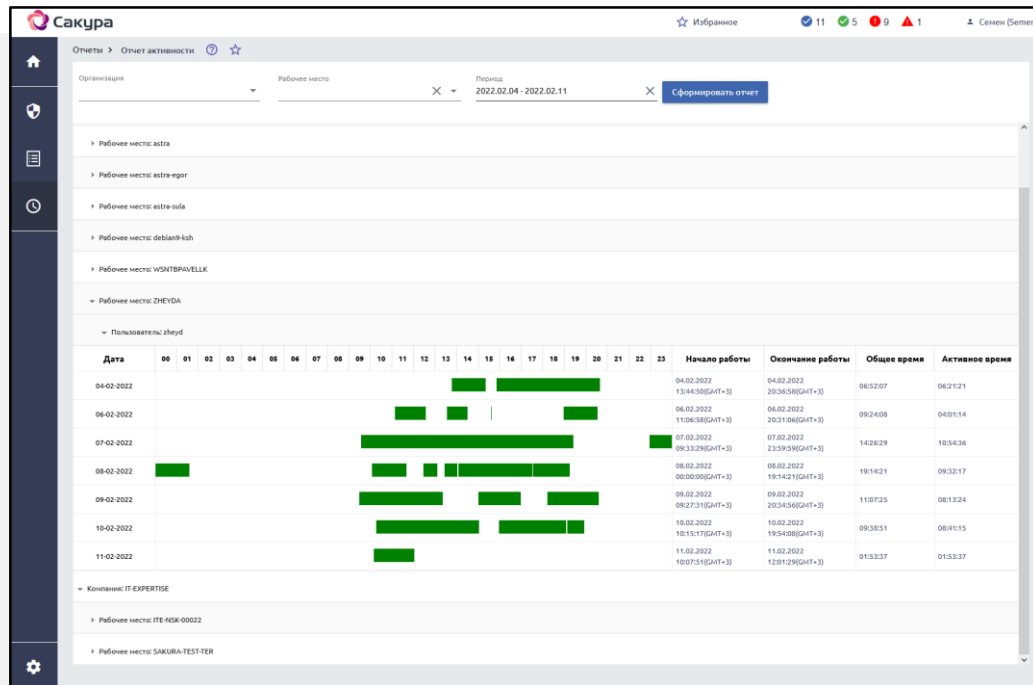 Сакура
Избранное 11 5 9 1 Семен (Semen
Отчеты > Отчет активности
Организация Рабочее место Период
2022.02.04 - 2022.02.11 Сформировать отчет
Рабочее место: astra
Рабочее место: astra-egor
Рабочее место: astra-sula
Рабочее место: debian9-ksh
Рабочее место: WSNTBPAVELLK
Рабочее место: ZHEYDA
Пользователь: zheyd
Дата 00 01 02 03 04 05 06 07 08 09 10 11 12 13 14 15 16 17 18 19 20 21 22 23 Начало работы Окончание работы Общее время Активное время
04-02-2022 04.02.2022 13:44:50(GMT+3) 04.02.2022 20:36:58(GMT+3) 06:52:07 06:21:21
06-02-2022 06.02.2022 11:06:58(GMT+3) 06.02.2022 20:31:06(GMT+3) 09:24:08 04:01:14
07-02-2022 07.02.2022 09:33:29(GMT+3) 07.02.2022 23:59:59(GMT+3) 14:26:29 10:54:36
08-02-2022 08.02.2022 00:00:00(GMT+3) 08.02.2022 19:14:21(GMT+3) 19:14:21 09:32:17
09-02-2022 09.02.2022 09:27:31(GMT+3) 09.02.2022 20:34:56(GMT+3) 11:07:25 08:13:24
10-02-2022 10.02.2022 10:15:17(GMT+3) 10.02.2022 19:54:08(GMT+3) 09:38:51 08:41:15
11-02-2022 11.02.2022 10:07:51(GMT+3) 11.02.2022 12:01:29(GMT+3) 01:53:37 01:53:37
Компания: IT-EXPERTISE
Рабочее место: ITE-NSK-00022
Рабочее место: SAKURA-TEST-TER